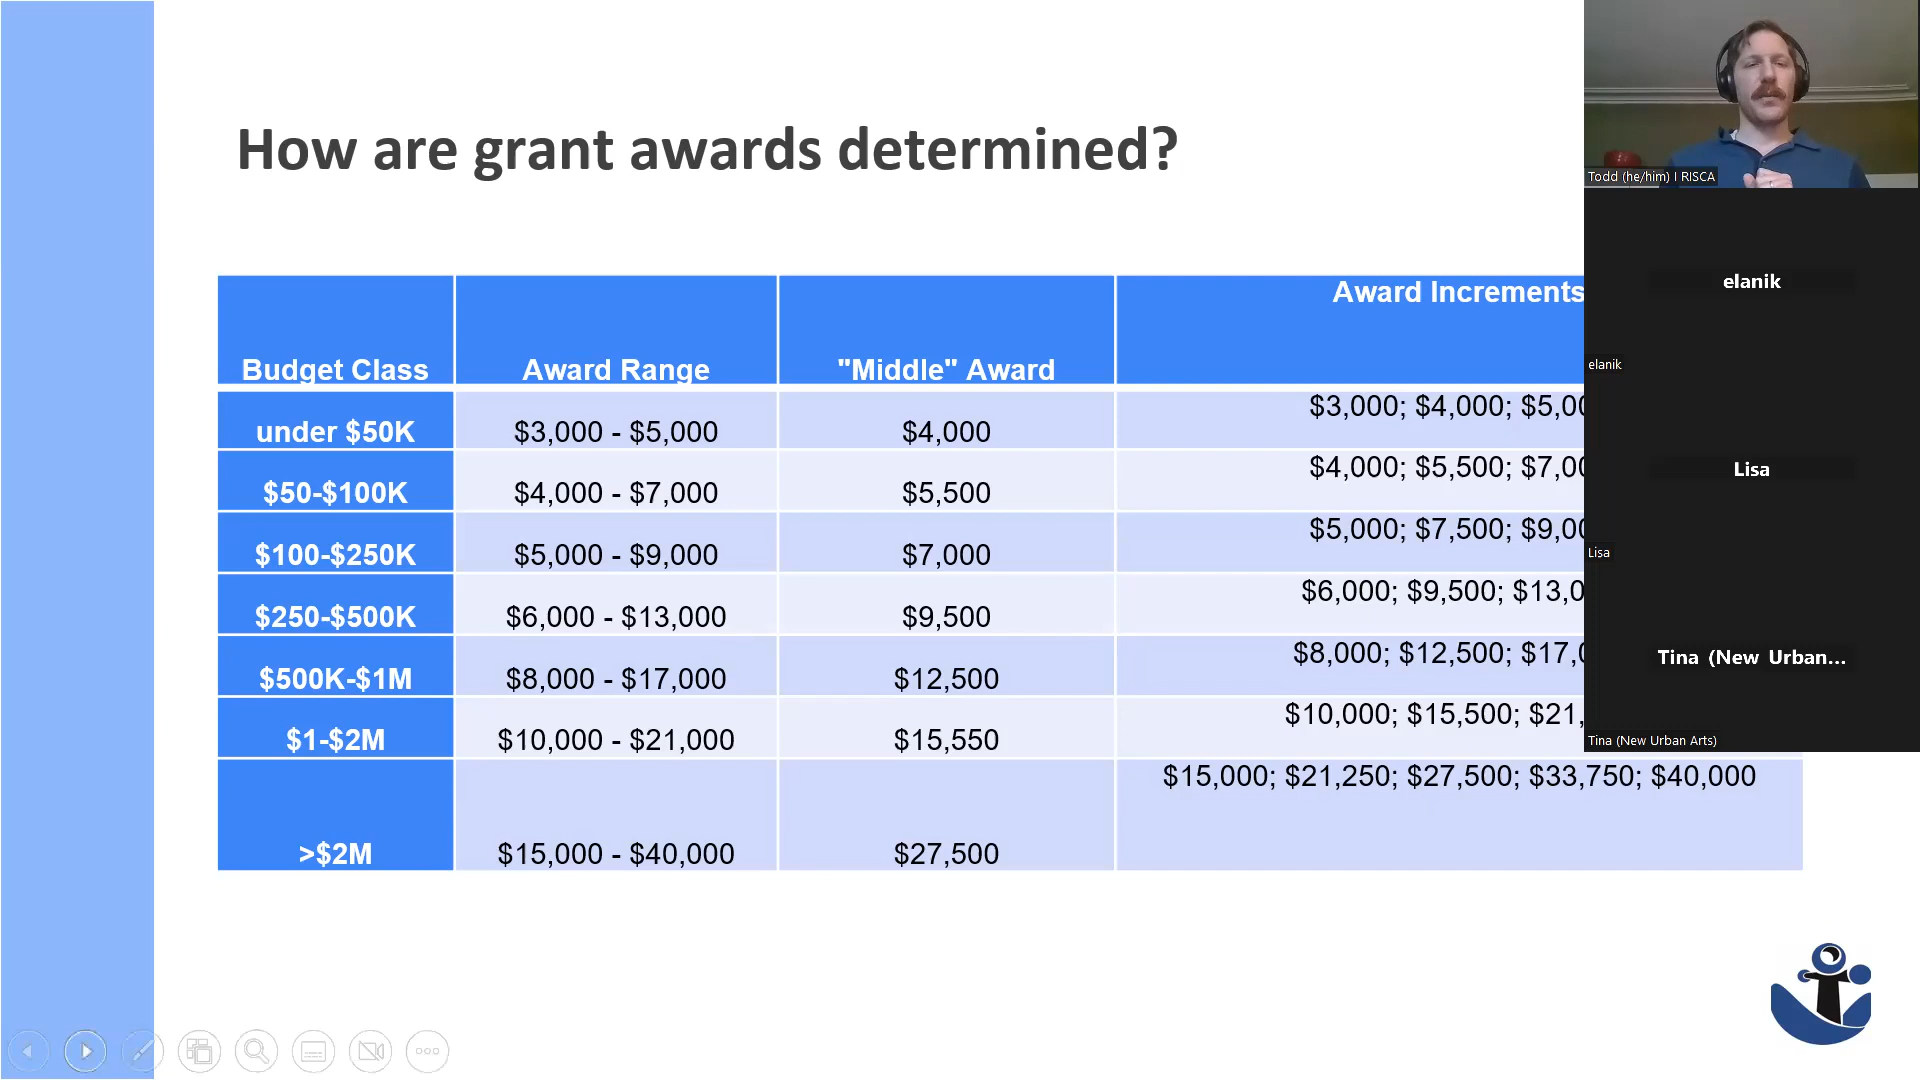 How are grant awards determined?
Budget Class Award Range "Middle" Award Award Increments
under $50K $3,000 - $5,000 $4,000 $3,000; $4,000; $5,00
$50-$100K $4,000 - $7,000 $5,500 $4,000; $5,500; $7,00
$100-$250K $5,000 - $9,000 $7,000 $5,000; $7,500; $9,00
$250-$500K $6,000 - $13,000 $9,500 $6,000; $9,500; $13,0
$500K-$1M $8,000 - $17,000 $12,500 $8,000; $12,500; $17,
$1-$2M $10,000 - $21,000 $15,550 $10,000; $15,500; $21,
>$2M $15,000 - $40,000 $27,500 $15,000; $21,250; $27,500; $33,750; $40,000
Todd (he/him) I RISCA
elanik
elanik
Lisa
Lisa
Tina (New Urban...
Tina (New Urban Arts)